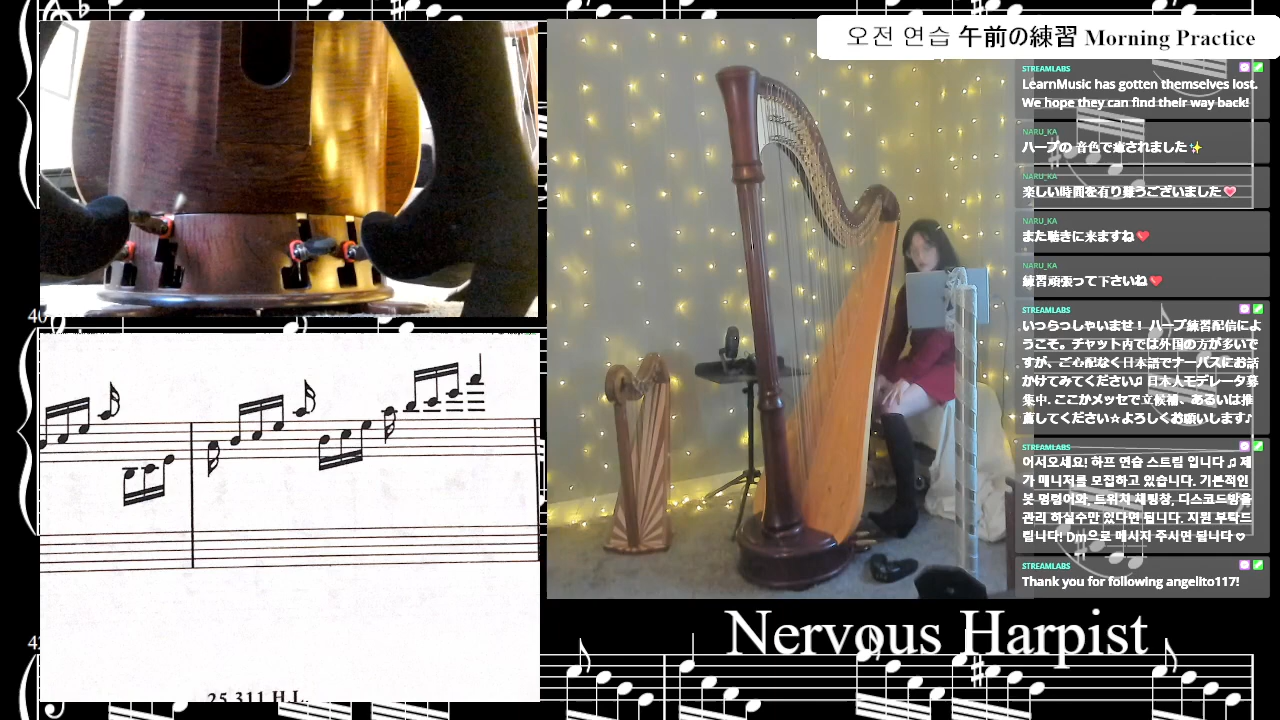 오전 연습 午前の練習 Morning Practice
STREAMLABS
LearnMusic has gotten themselves lost.
We hope they can find their way back!
NARU_KA
ハープの 音色で癒されました✨
NARU_KA
楽しい時間を有り難うございました❤
NARU_KA
また聴きに来ますね❤
NARU_KA
練習頑張って下さいね❤
STREAMLABS
いらっしゃいませ！ ハープ練習配信によ
うこそ。チャット内では外国の方が多いで
すが、ご心配なく日本語でナーバスにお話
かけてみてください♫ 日本人モデレータ募
集中. ここかメッセで立候補、あるいは推
薦してください☆よろしくお願いします♪
STREAMLABS
어서오세요! 하프 연습 스트림 입니다 ♫ 제
가 매니저를 모집하고 있습니다. 기본적인
봇 명령어와, 트위치 채팅창, 디스코드방을
관리 하실수만 있다면 됩니다. 지원 부탁드
립니다! Dm으로 메시지 주시면 됩니다 ♡
STREAMLABS
Thank you for following angelito117!
40
42
25 311 H.L.
Nervous Harpist